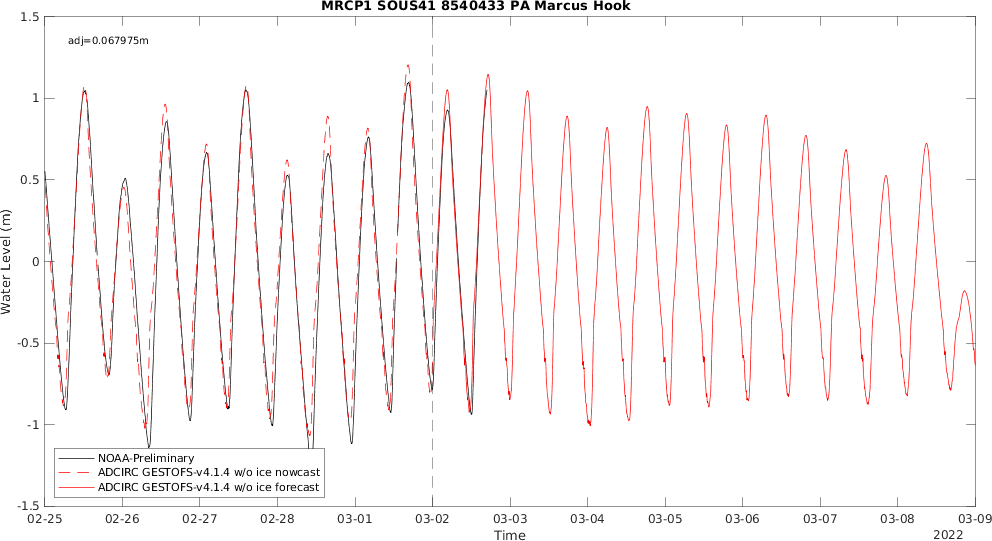 MRCP1 SOUS41 8540433 PA Marcus Hook
adj=0.067975m
1.5
1
0.5
0
-0.5
-1
-1.5
Water Level (m)
NOAA-Preliminary
ADCIRC GESTOFS-v4.1.4 w/o ice nowcast
ADCIRC GESTOFS-v4.1.4 w/o ice forecast
02-25 02-26 02-27 02-28 03-01 03-02 03-03 03-04 03-05 03-06 03-07 03-08 03-09
Time
2022